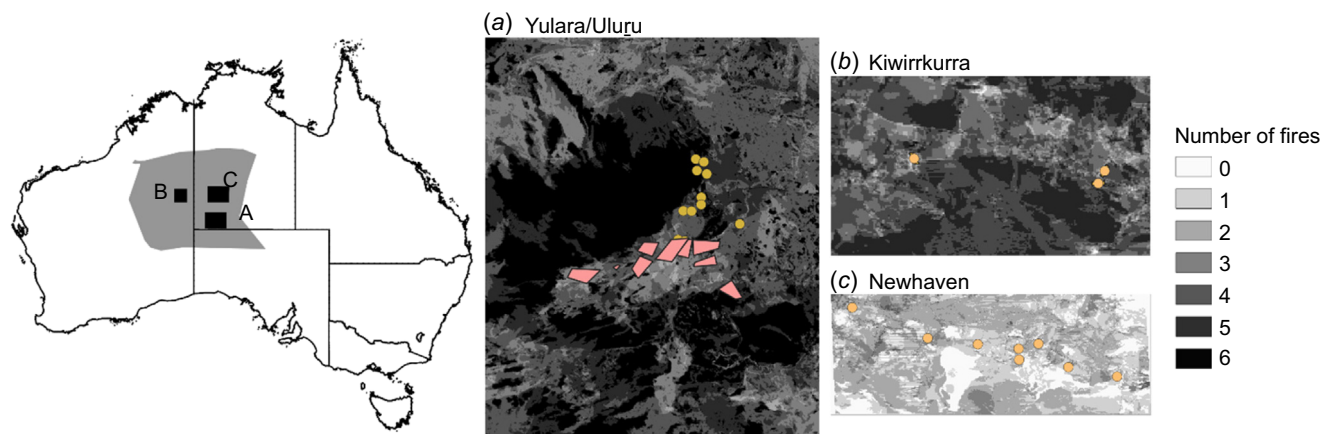 B
C
A
(a) Yulara/Uluṟu
(b) Kiwirrkurra
(c) Newhaven
Number of fires
0
1
2
3
4
5
6